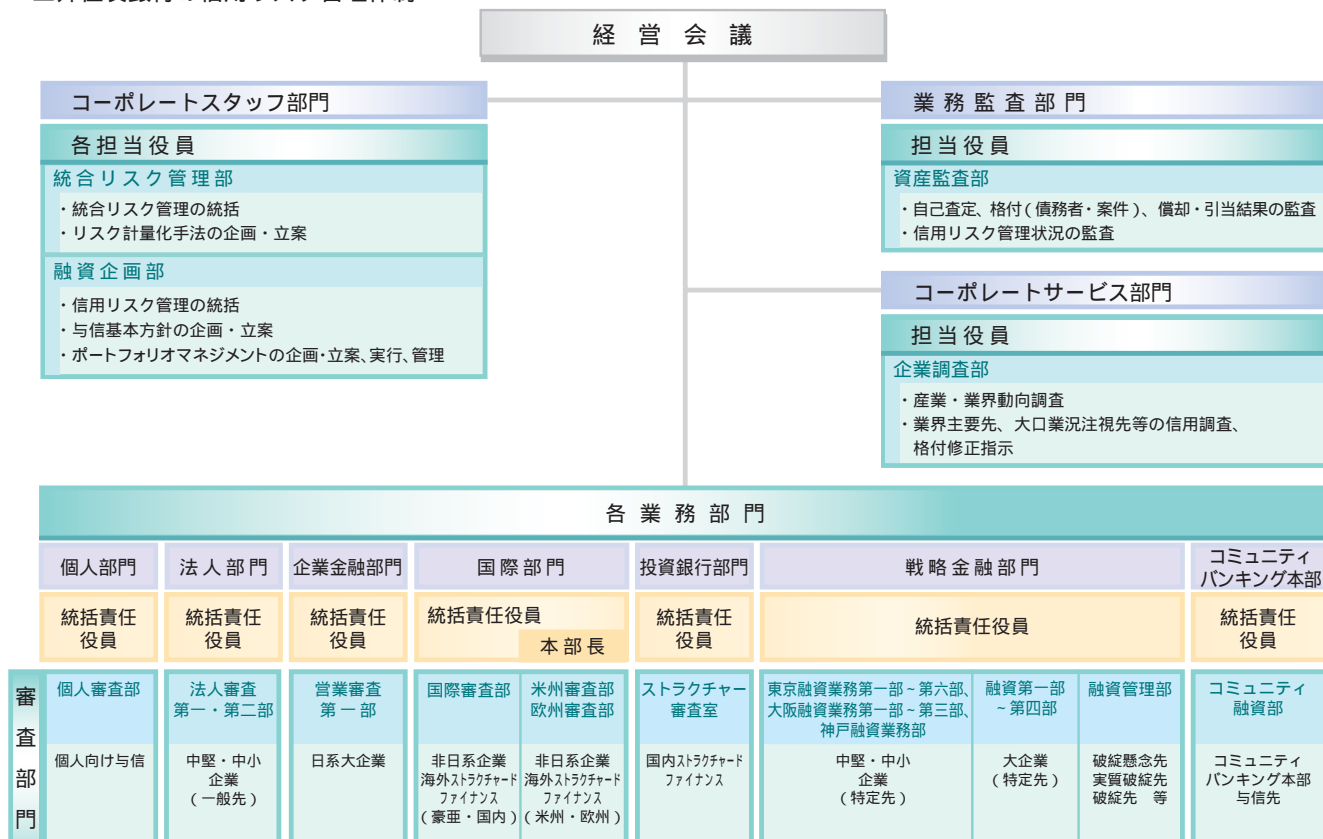 経営会議
コーポレートスタッフ部門
各担当役員
統合リスク管理部
・統合リスク管理の統括
・リスク計量化手法の企画・立案
融資企画部
・信用リスク管理の統括
・与信基本方針の企画・立案
・ポートフォリオマネジメントの企画・立案、実行、管理
業務監査部門
担当役員
資産監査部
・自己査定、格付(債務者・案件)、償却・引当結果の監査
・信用リスク管理状況の監査
コーポレートサービス部門
担当役員
企業調査部
・産業・業界動向調査
・業界主要先、大口業況注視先等の信用調査、
格付修正指示
各業務部門
個人部門
法人部門
企業金融部門
国際部門
投資銀行部門
戦略金融部門
コミュニティ
バンキング本部
統括責任
役員
統括責任
役員
統括責任
役員
統括責任役員
本部長
統括責任
役員
統括責任役員
統括責任
役員
審査部門
個人審査部
個人向け与信
法人審査
第一・第二部
中堅・中小
企業
(一般先)
営業審査
第一部
日系大企業
国際審査部
非日系企業
海外ストラクチャード
ファイナンス
(豪亜・国内)
米州審査部
欧州審査部
非日系企業
海外ストラクチャード
ファイナンス
(米州・欧州)
ストラクチャー
審査室
国内ストラクチャード
ファイナンス
東京融資業務第一部~第六部、
大阪融資業務第一部~第三部、
神戸融資業務部
中堅・中小
企業
(特定先)
融資第一部
~第四部
大企業
(特定先)
融資管理部
破綻懸念先
実質破綻先
破綻先 等
コミュニティ
融資部
コミュニティ
バンキング本部
与信先